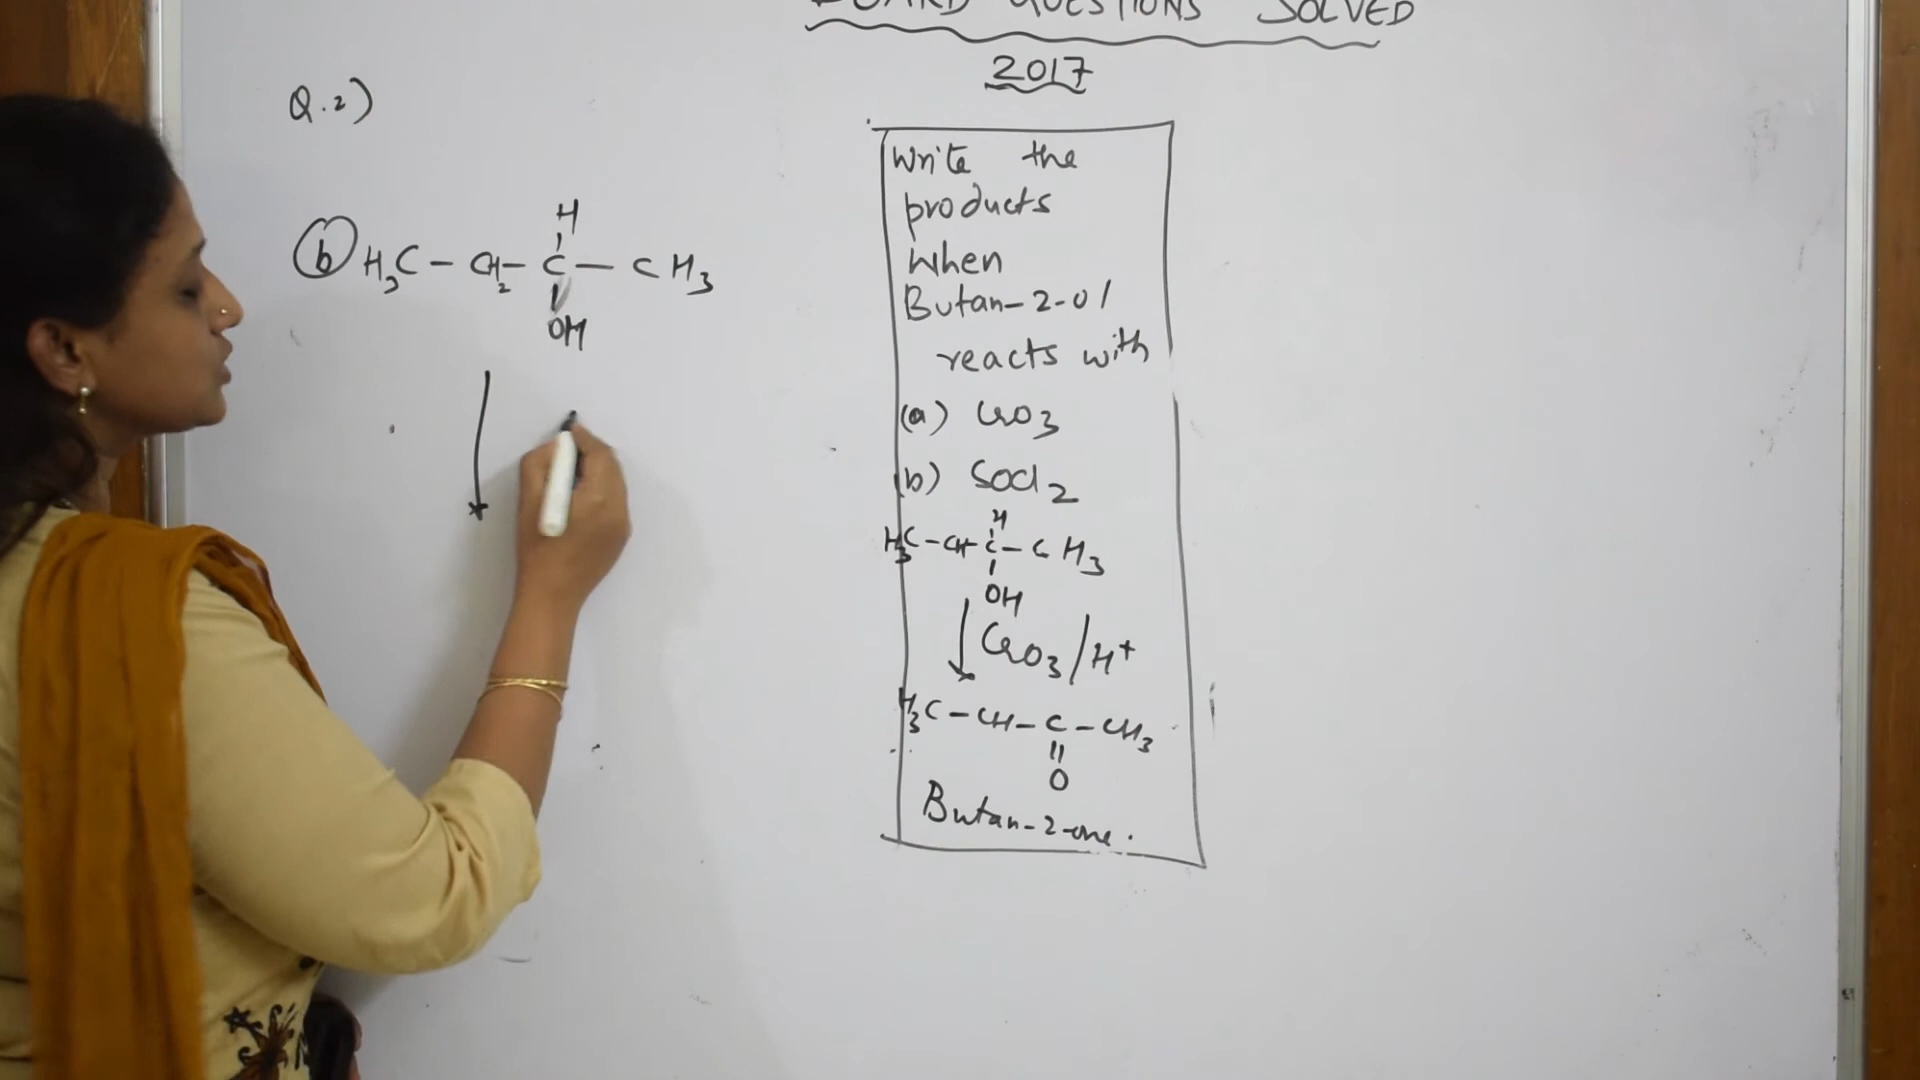 BOARD QUESTIONS SOLVED
2017
Q.2)
(b) H3C - CH2 - C - CH3
H
OH
Write the
products
when
Butan-2-ol
reacts with
(a) CrO3
(b) SOCl2
H
H3C-CH-C-CH3
OH
CrO3/H+
H3C-CH-C-CH3
O
Butan-2-one.